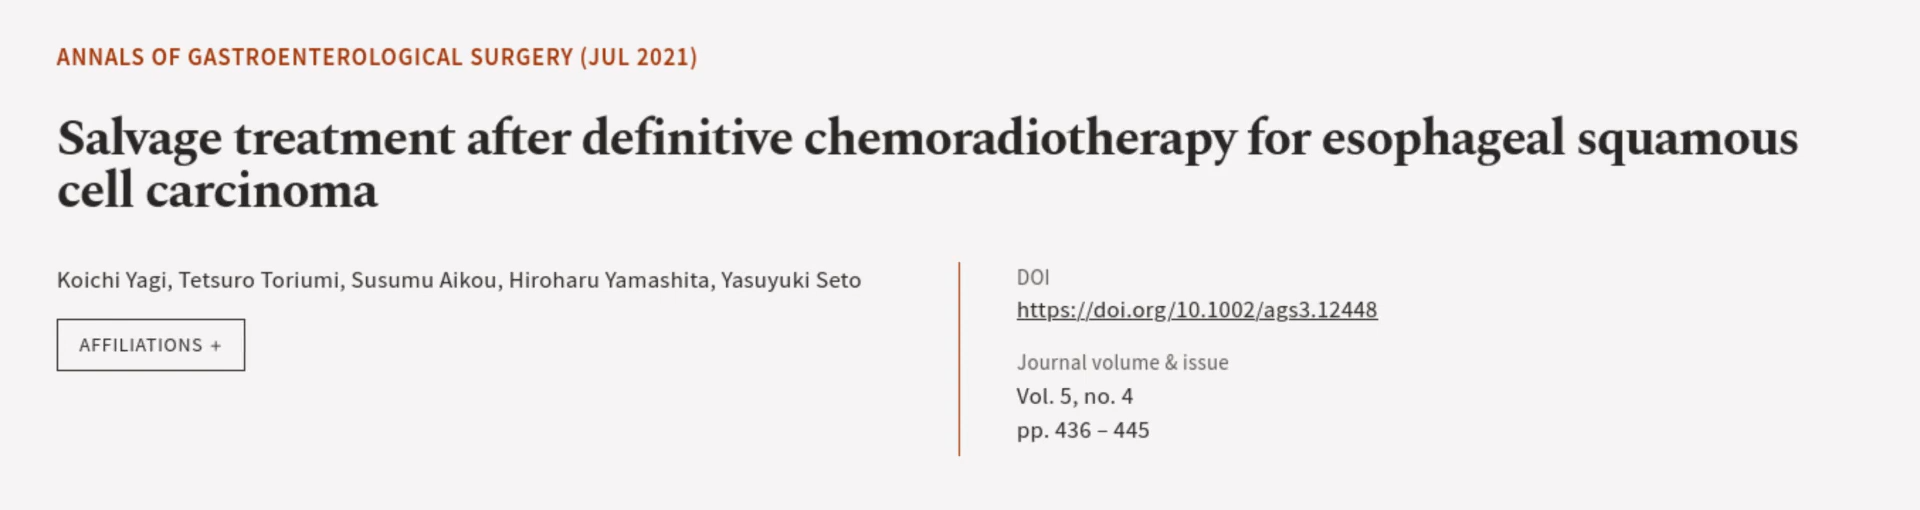 ANNALS OF GASTROENTEROLOGICAL SURGERY (JUL 2021)
Salvage treatment after definitive chemoradiotherapy for esophageal squamous
cell carcinoma
Koichi Yagi, Tetsuro Toriumi, Susumu Aikou, Hiroharu Yamashita, Yasuyuki Seto
AFFILIATIONS +
DOI
https://doi.org/10.1002/ags3.12448
Journal volume & issue
Vol. 5, no. 4
pp. 436 – 445